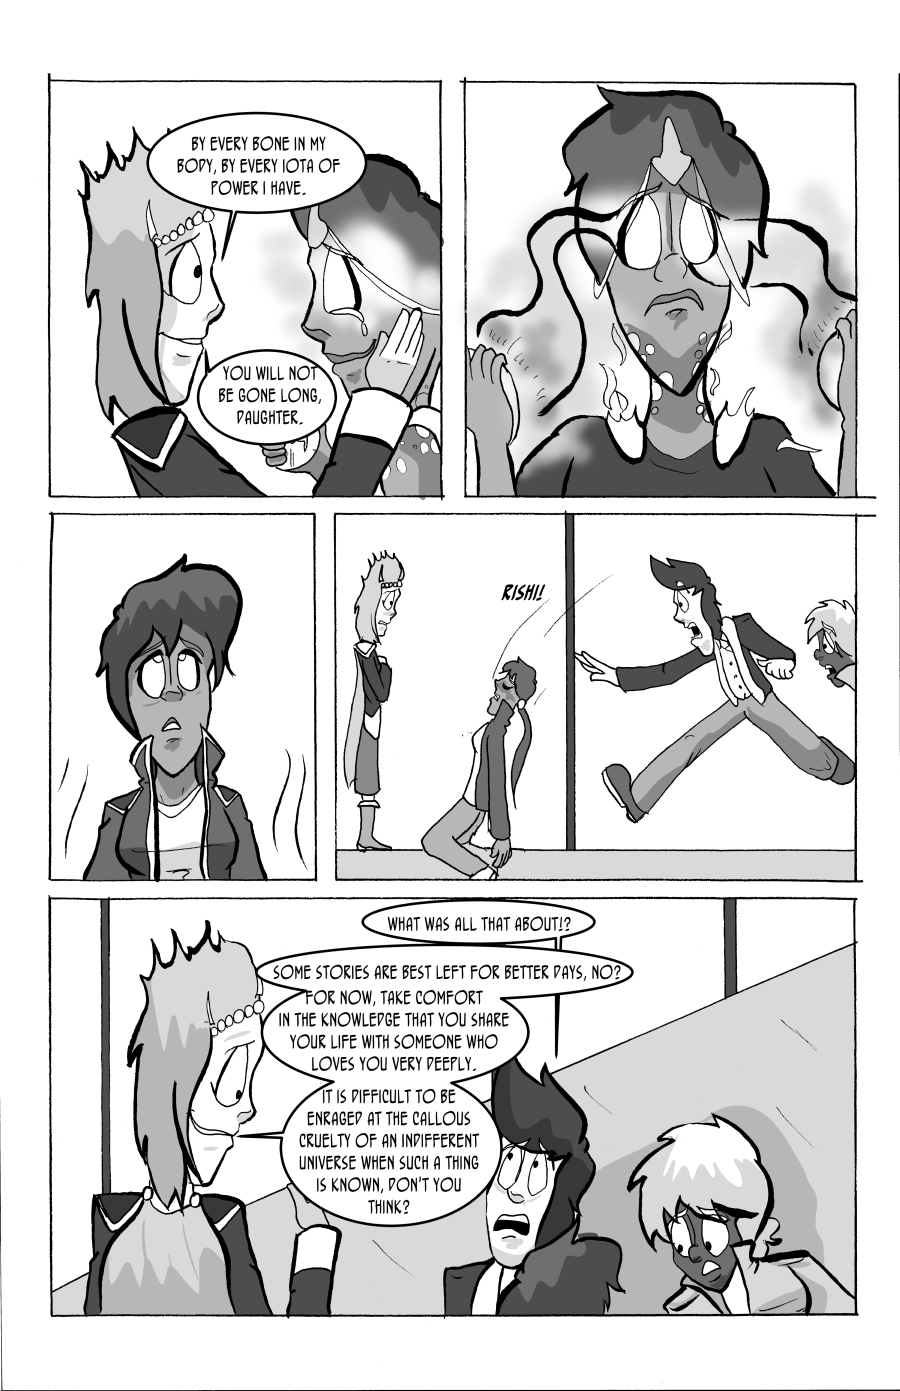 BY EVERY BONE IN MY
BODY, BY EVERY IOTA OF
POWER I HAVE.
YOU WILL NOT
BE GONE LONG,
DAUGHTER.
RISHI!
WHAT WAS ALL THAT ABOUT!?
SOME STORIES ARE BEST LEFT FOR BETTER DAYS, NO?
FOR NOW, TAKE COMFORT
IN THE KNOWLEDGE THAT YOU SHARE
YOUR LIFE WITH SOMEONE WHO
LOVES YOU VERY DEEPLY.
IT IS DIFFICULT TO BE
ENRAGED AT THE CALLOUS
CRUELTY OF AN INDIFFERENT
UNIVERSE WHEN SUCH A THING
IS KNOWN, DON'T YOU
THINK?